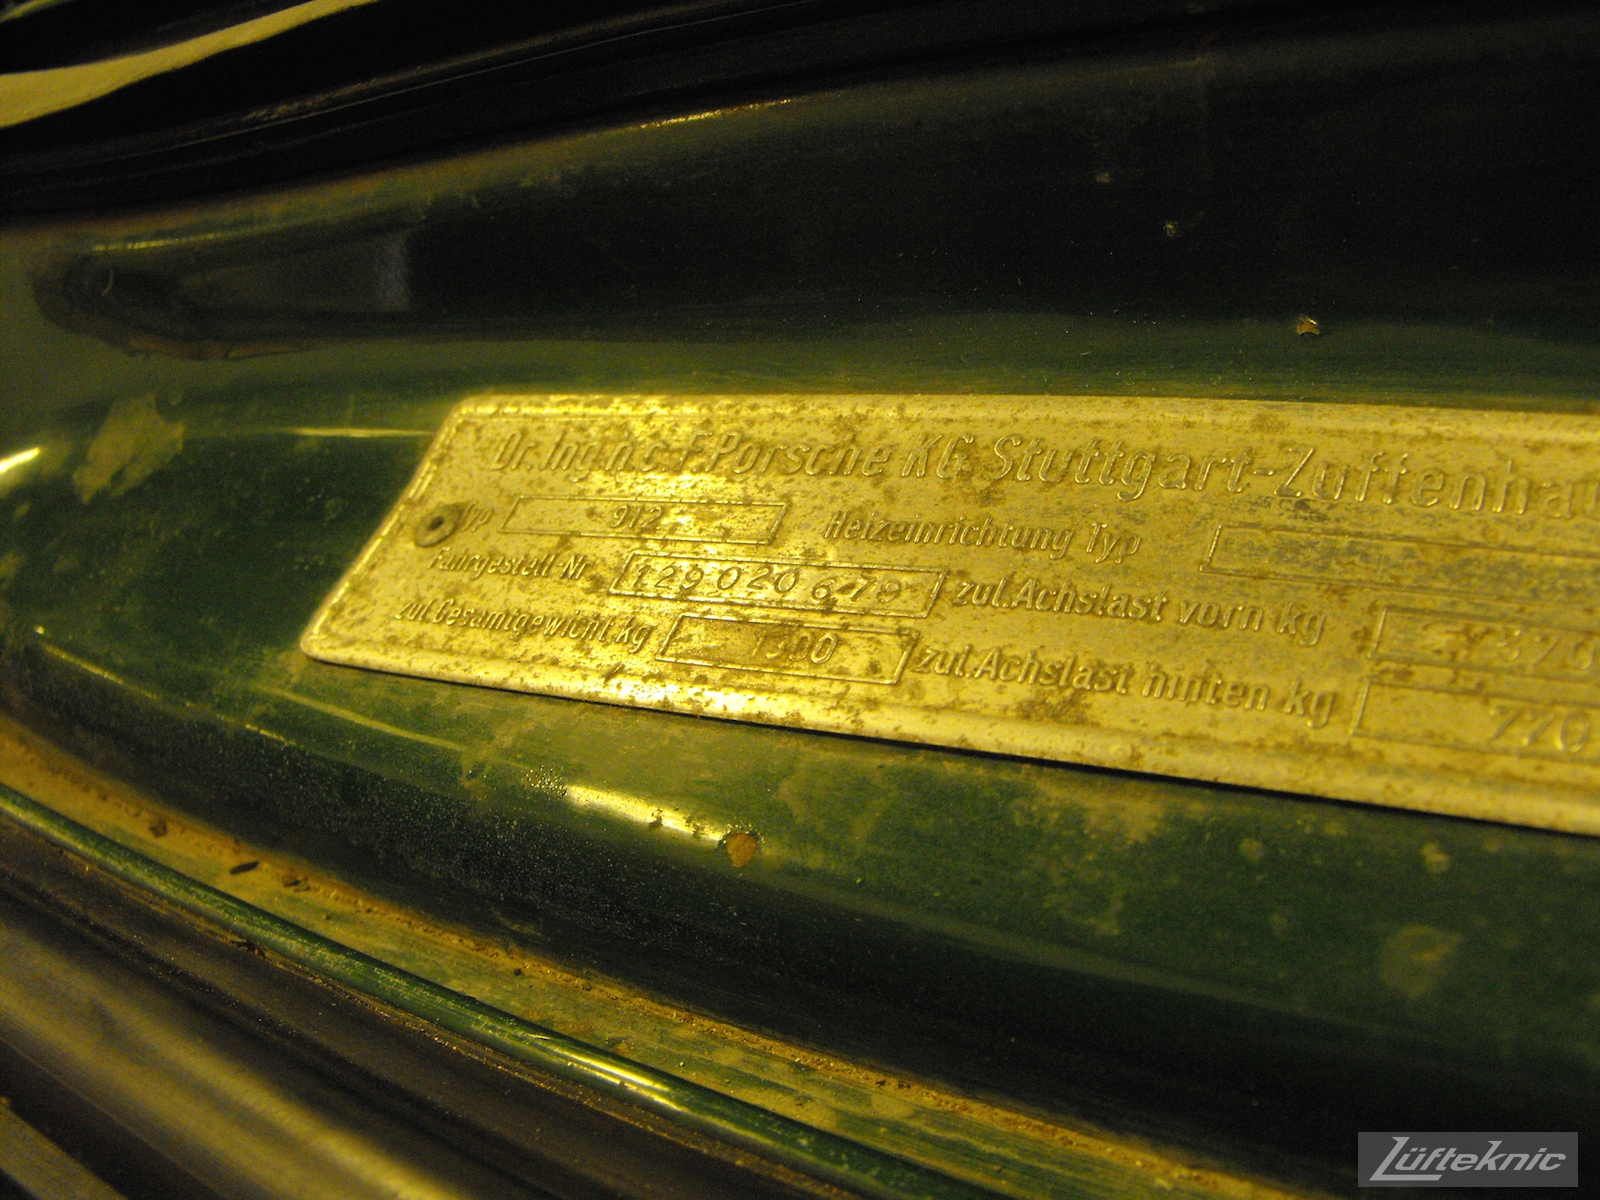 Dr. Ing. h. c. F. Porsche KG Stuttgart-Zuffenhau
Typ 912 Heizeinrichtung Typ
Fahrgestell-Nr 129020679 zul. Achslast vorn kg 570
zul. Gesamtgewicht kg 1300 zul. Achslast hinten kg 770
Lüfteknic